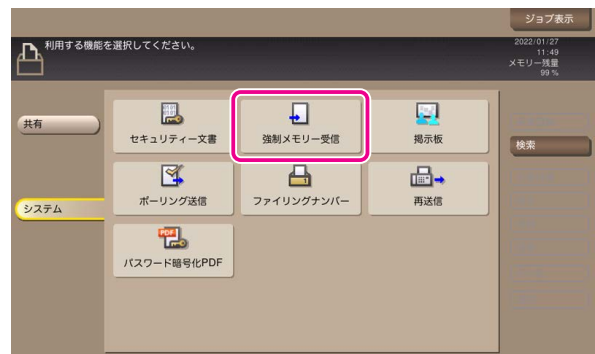 ジョブ表示
利用する機能を選択してください。
2022/01/27
11:49
メモリー残量
99 %
共有
セキュリティー文書
強制メモリー受信
掲示板
検索
システム
ポーリング送信
ファイリングナンバー
再送信
PDF
パスワード暗号化PDF